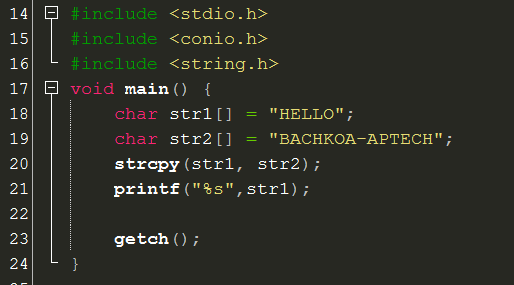 14 #include <stdio.h>
15 #include <conio.h>
16 #include <string.h>
17 void main() {
18 char str1[] = "HELLO";
19 char str2[] = "BACHKOA-APTECH";
20 strcpy(str1, str2);
21 printf("%s",str1);
22
23 getch();
24 }